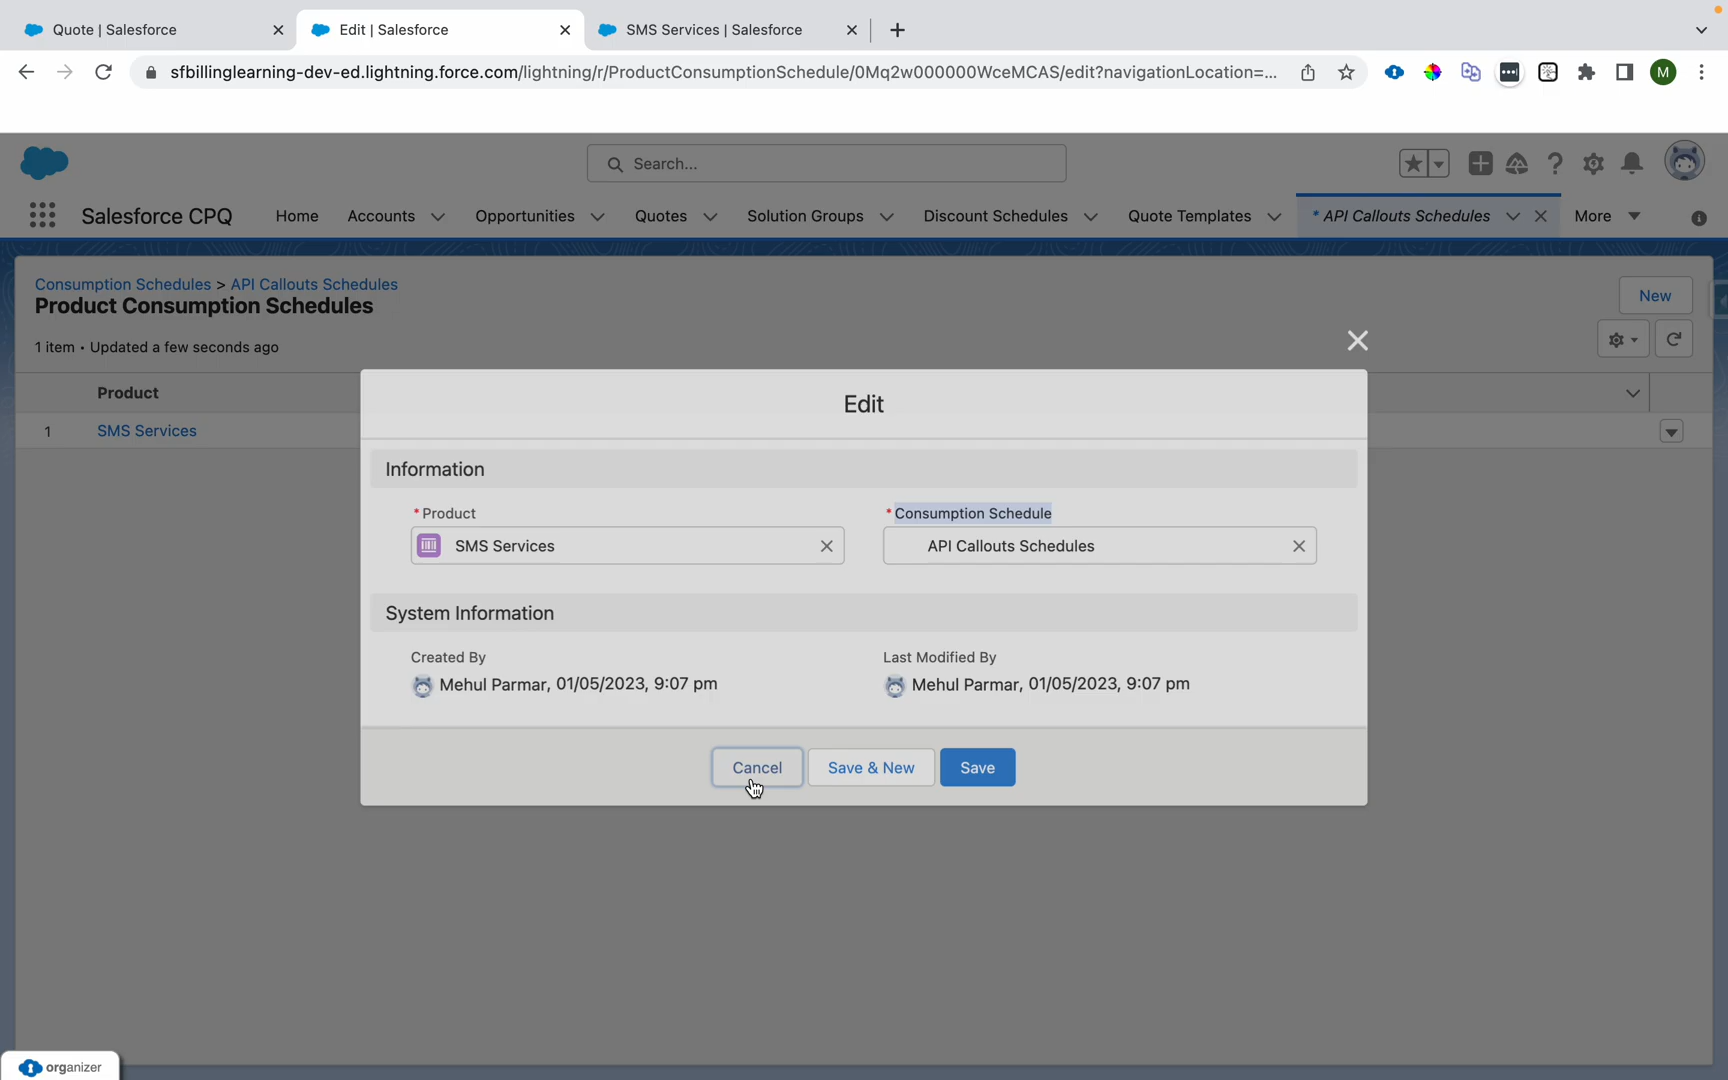 Quote | Salesforce
Edit | Salesforce
SMS Services | Salesforce
sfbillinglearning-dev-ed.lightning.force.com/lightning/r/ProductConsumptionSchedule/0Mq2w000000WceMCAS/edit?navigationLocation=...
M
Search...
Salesforce CPQ
Home
Accounts
Opportunities
Quotes
Solution Groups
Discount Schedules
Quote Templates
* API Callouts Schedules
More
Consumption Schedules > API Callouts Schedules
Product Consumption Schedules
New
1 item • Updated a few seconds ago
Product
1
SMS Services
Edit
Information
* Product
SMS Services
* Consumption Schedule
API Callouts Schedules
System Information
Created By
Mehul Parmar, 01/05/2023, 9:07 pm
Last Modified By
Mehul Parmar, 01/05/2023, 9:07 pm
Cancel
Save & New
Save
organizer